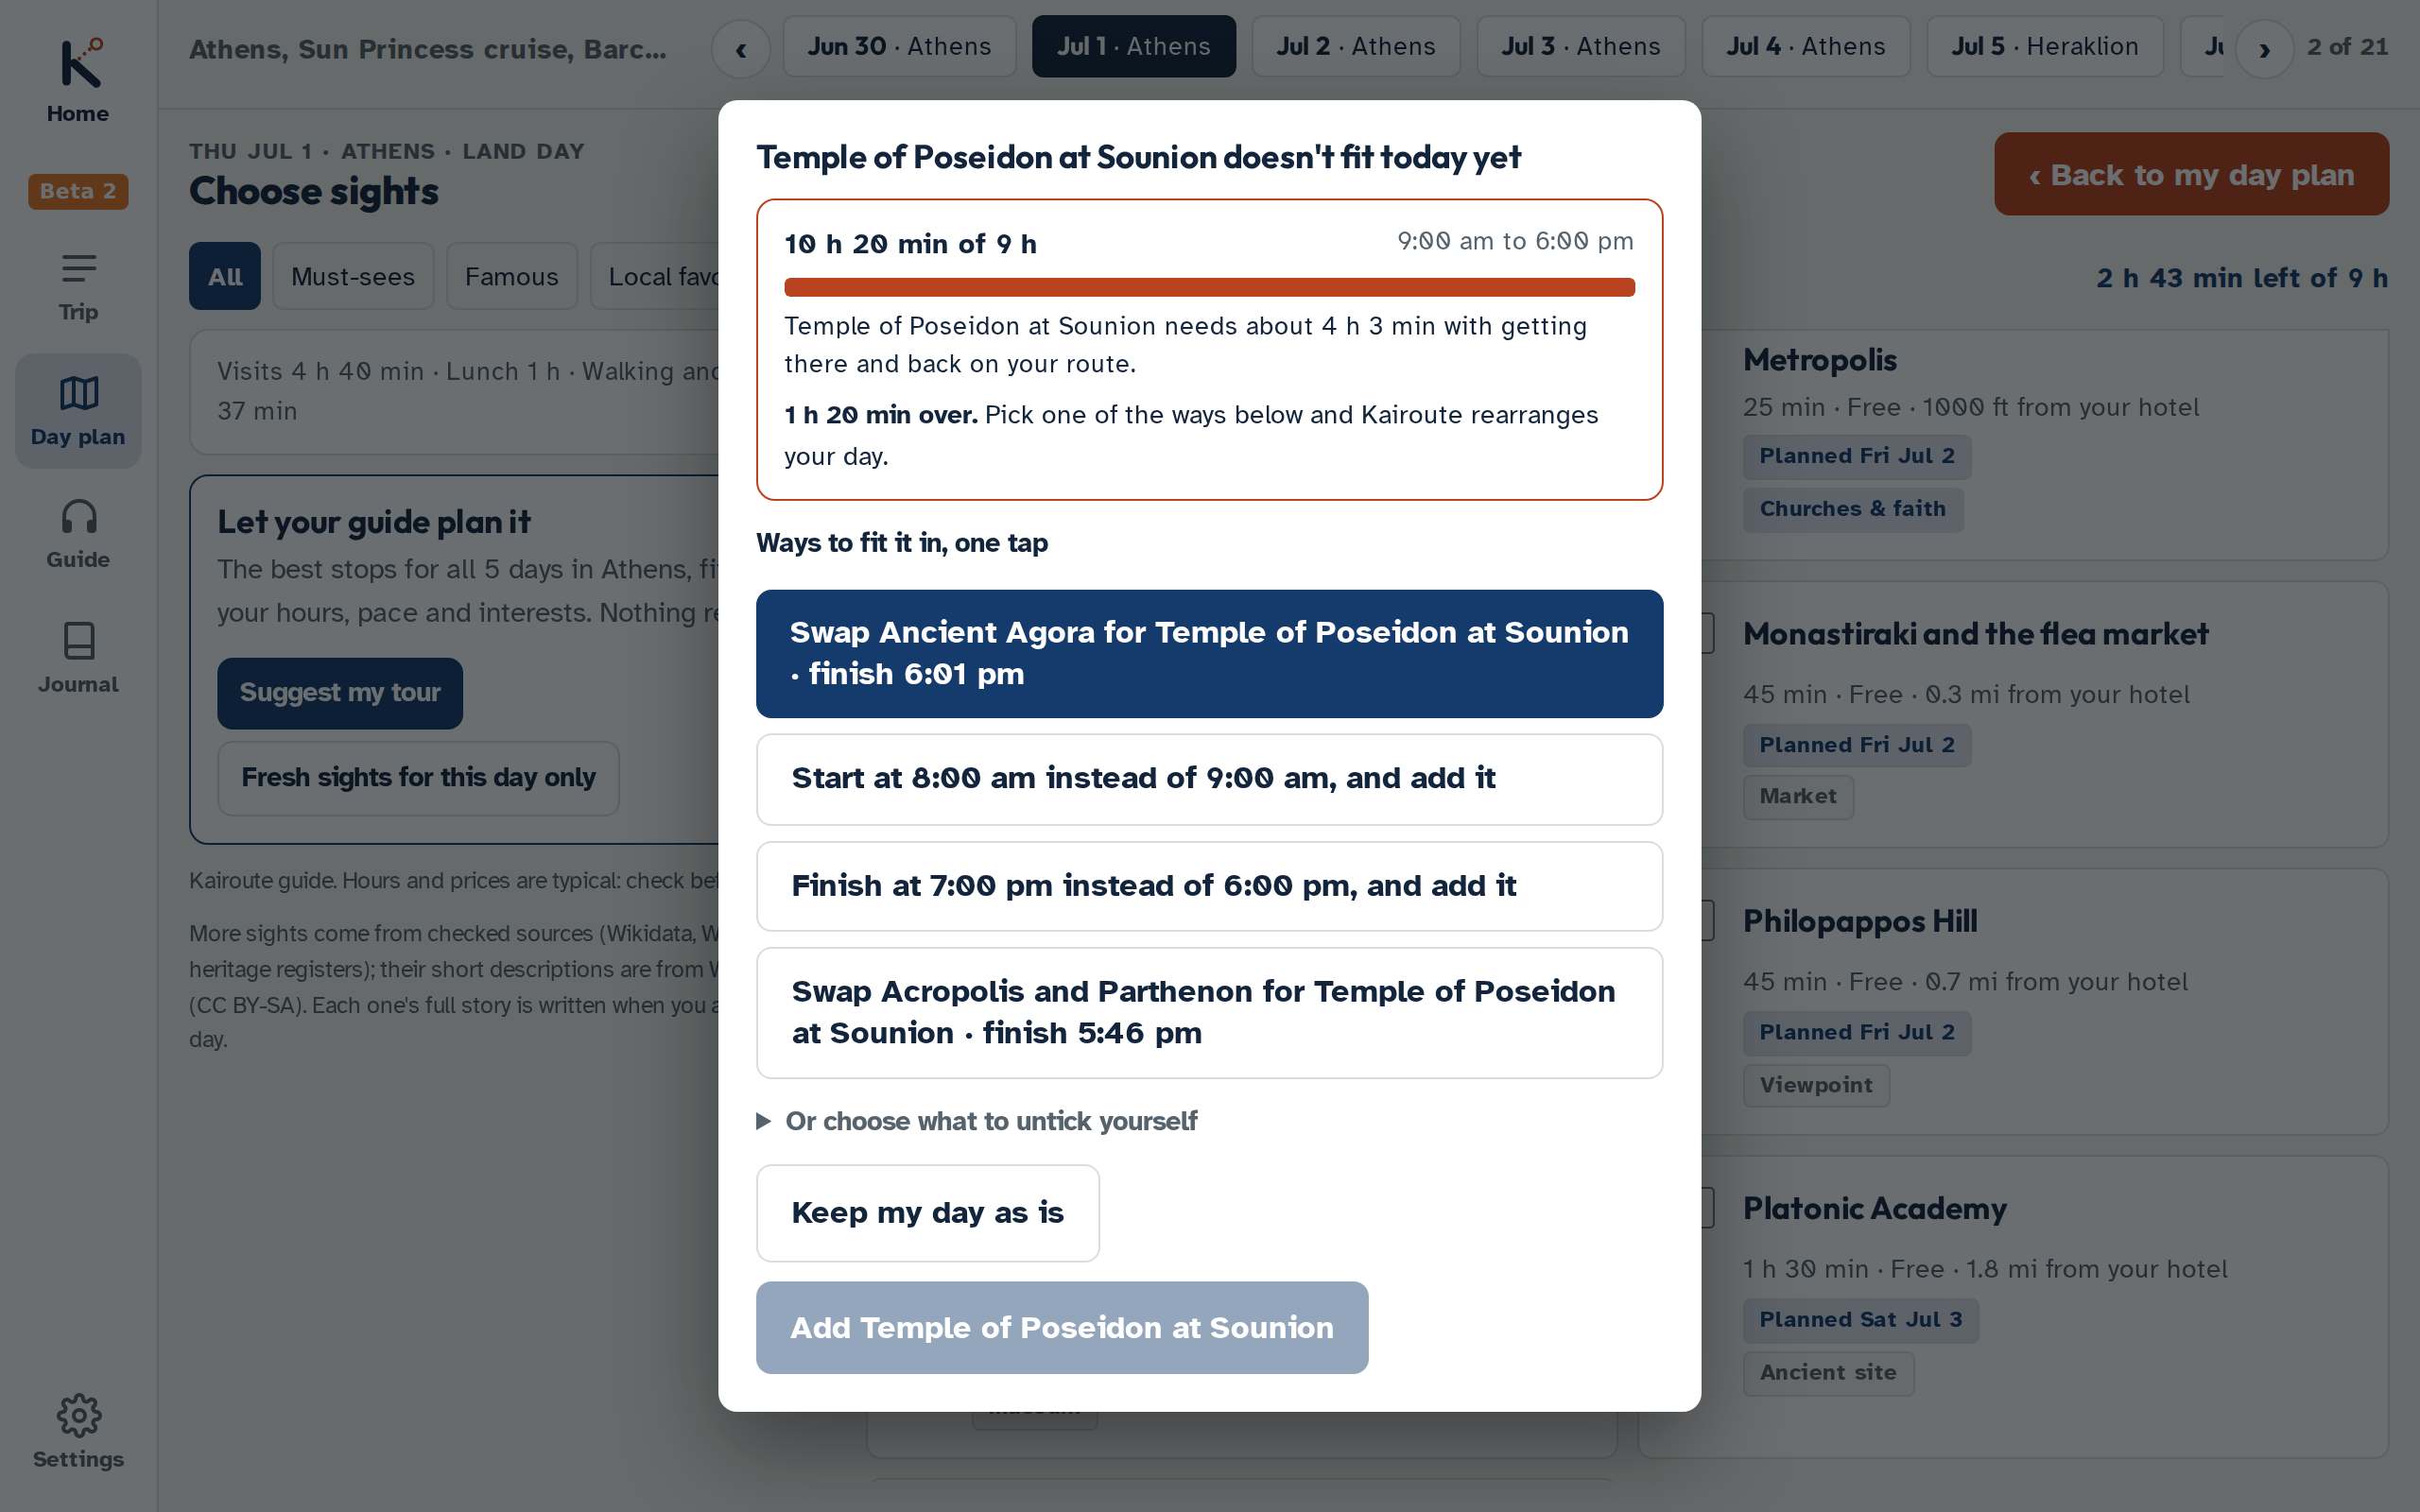 Home
Beta 2
Trip
Day plan
Guide
Journal
Settings
Athens, Sun Princess cruise, Barc...
‹
Jun 30 · Athens
Jul 1 · Athens
Jul 2 · Athens
Jul 3 · Athens
Jul 4 · Athens
Jul 5 · Heraklion
›
2 of 21
THU JUL 1 · ATHENS · LAND DAY
Choose sights
‹ Back to my day plan
All
Must-sees
Famous
Local
2 h 43 min left of 9 h
Visits 4 h 40 min · Lunch 1 h · Walking
37 min
Let your guide plan it
The best stops for all 5 days in Athens,
your hours, pace and interests. Nothing
Suggest my tour
Fresh sights for this day only
Kairoute guide. Hours and prices are typical: check
More sights come from checked sources (Wikidata,
heritage registers); their short descriptions are from
(CC BY-SA). Each one's full story is written when you
day.
Temple of Poseidon at Sounion doesn't fit today yet
10 h 20 min of 9 h
9:00 am to 6:00 pm
Temple of Poseidon at Sounion needs about 4 h 3 min with getting
there and back on your route.
1 h 20 min over. Pick one of the ways below and Kairoute rearranges
your day.
Ways to fit it in, one tap
Swap Ancient Agora for Temple of Poseidon at Sounion
· finish 6:01 pm
Start at 8:00 am instead of 9:00 am, and add it
Finish at 7:00 pm instead of 6:00 pm, and add it
Swap Acropolis and Parthenon for Temple of Poseidon
at Sounion · finish 5:46 pm
▶ Or choose what to untick yourself
Keep my day as is
Add Temple of Poseidon at Sounion
Metropolis
25 min · Free · 1000 ft from your hotel
Planned Fri Jul 2
Churches & faith
Monastiraki and the flea market
45 min · Free · 0.3 mi from your hotel
Planned Fri Jul 2
Market
Philopappos Hill
45 min · Free · 0.7 mi from your hotel
Planned Fri Jul 2
Viewpoint
Platonic Academy
1 h 30 min · Free · 1.8 mi from your hotel
Planned Sat Jul 3
Ancient site